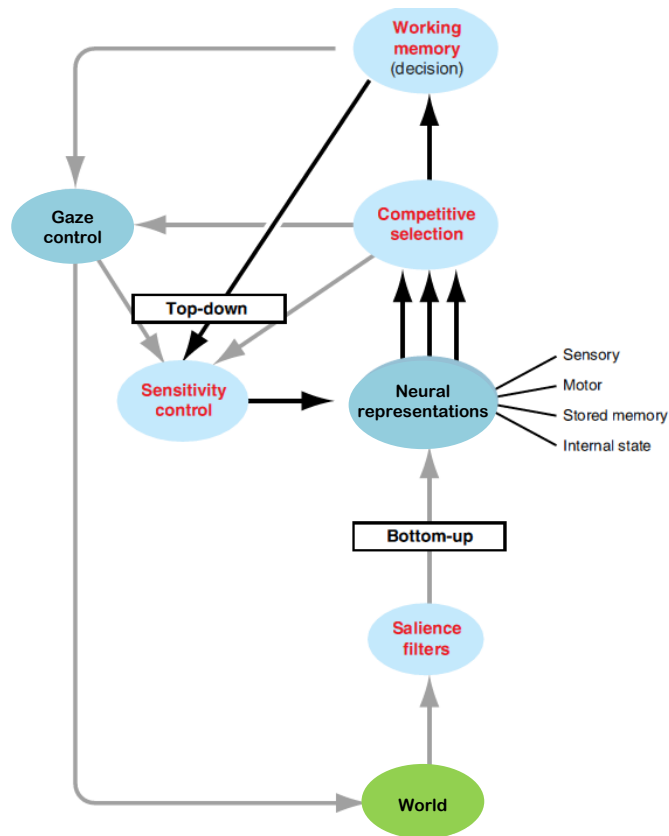 Working
memory
(decision)
Gaze
control
Competitive
selection
Top-down
Sensitivity
control
Neural
representations
Sensory
Motor
Stored memory
Internal state
Bottom-up
Salience
filters
World